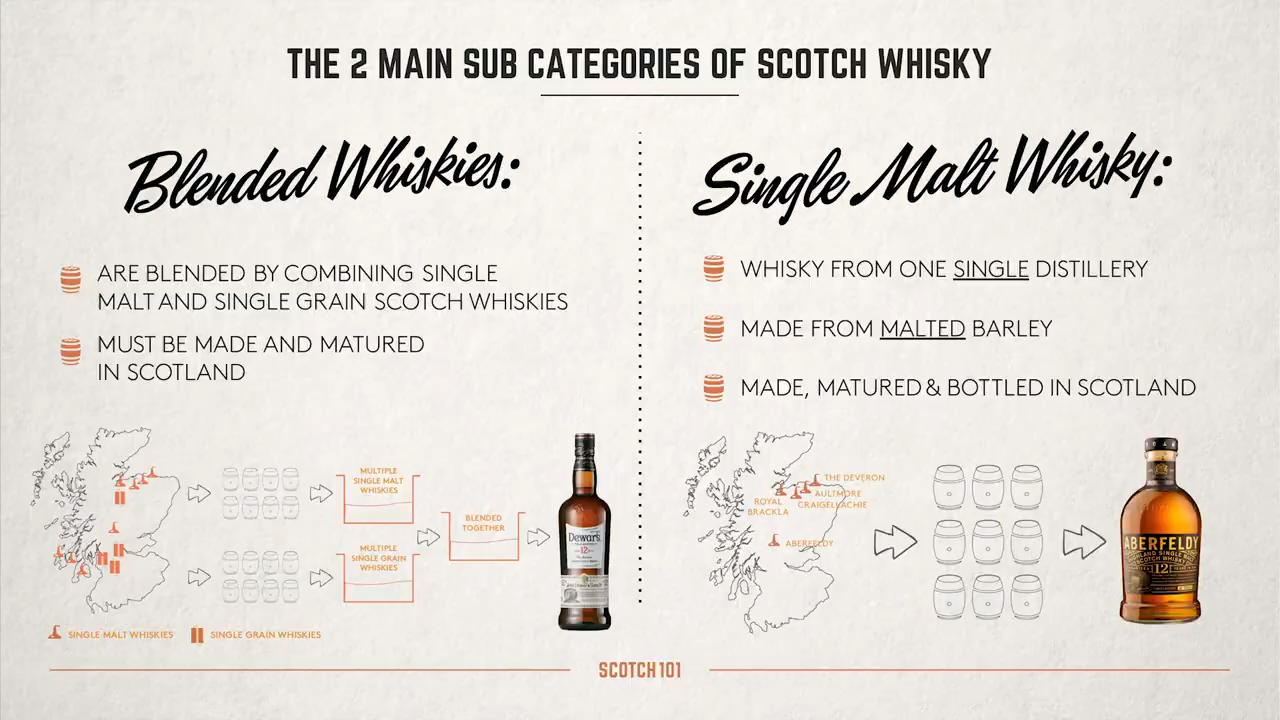 THE 2 MAIN SUB CATEGORIES OF SCOTCH WHISKY
Blended Whiskies:
ARE BLENDED BY COMBINING SINGLE
MALT AND SINGLE GRAIN SCOTCH WHISKIES
MUST BE MADE AND MATURED
IN SCOTLAND
MULTIPLE
SINGLE MALT
WHISKIES
MULTIPLE
SINGLE GRAIN
WHISKIES
BLENDED
TOGETHER
Dewar's
12
SINGLE MALT WHISKIES
SINGLE GRAIN WHISKIES
Single Malt Whisky:
WHISKY FROM ONE SINGLE DISTILLERY
MADE FROM MALTED BARLEY
MADE, MATURED & BOTTLED IN SCOTLAND
THE DEVERON
AULTMORE
CRAIGELLACHIE
ROYAL
BRACKLA
ABERFELDY
ABERFELDY
12
SCOTCH 101